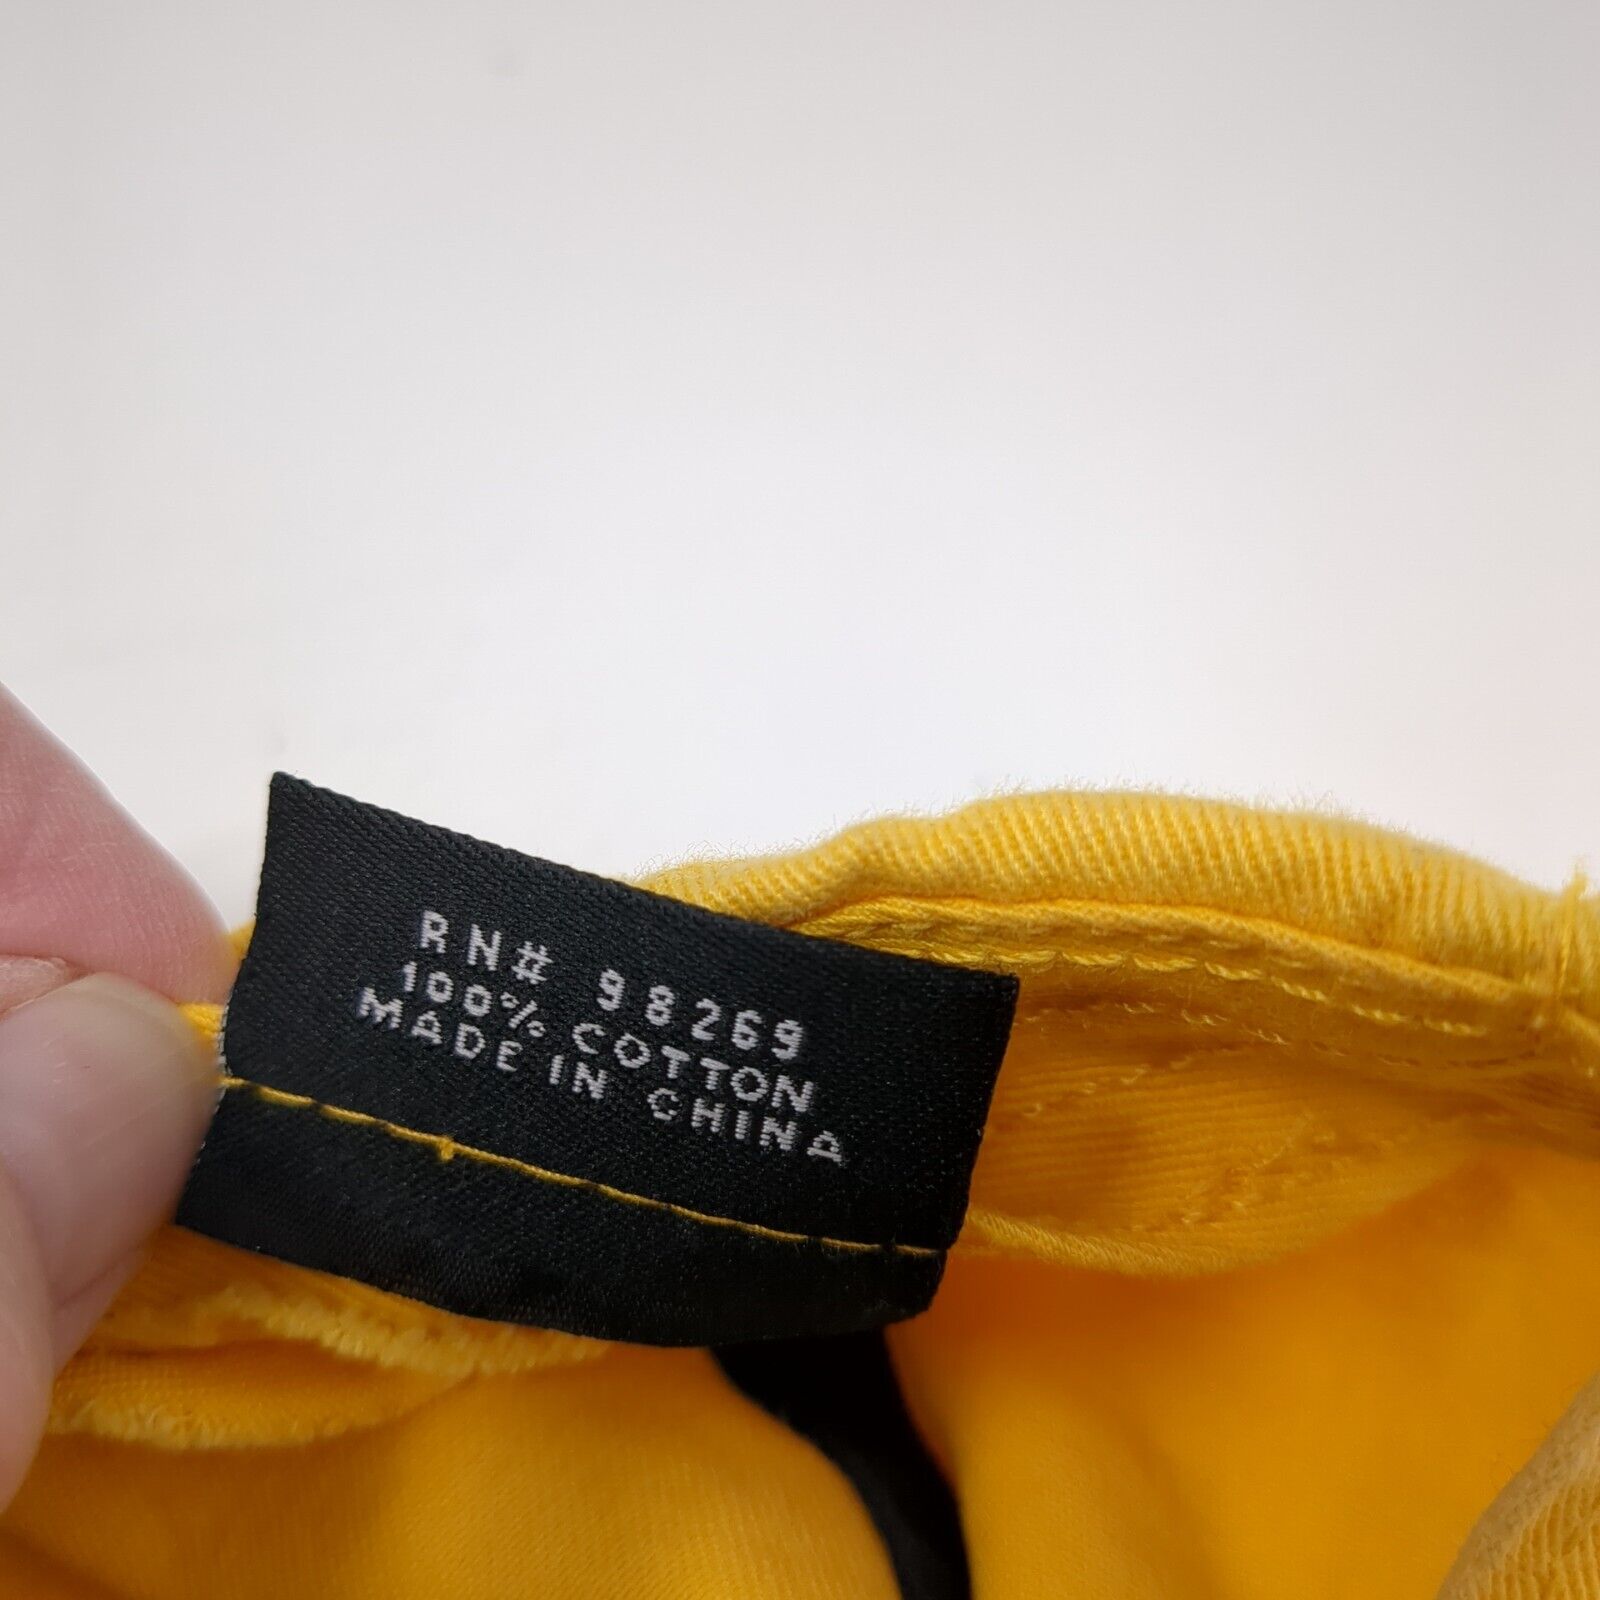 RN# 98269
100% COTTON
MADE IN CHINA